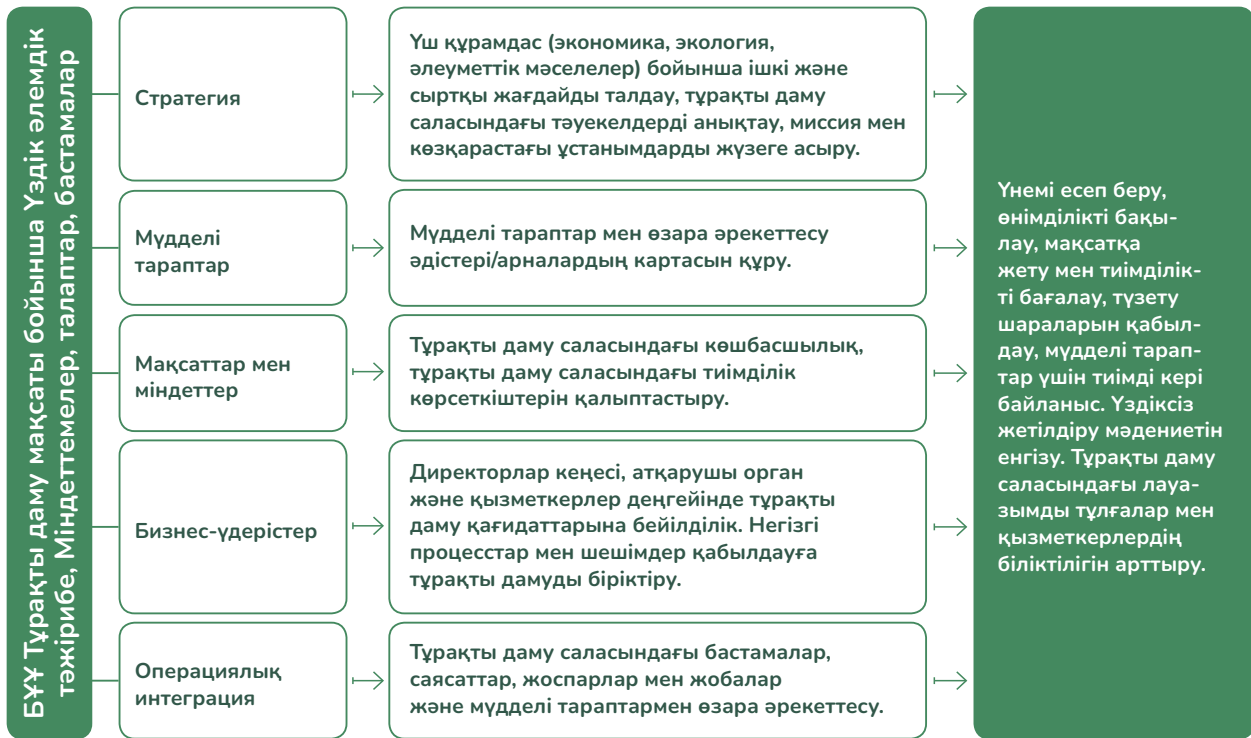 БҰҰ Тұрақты даму мақсаты бойынша Үздік әлемдік
тәжірибе, Міндеттемелер, талаптар, бастамалар
Стратегия
Үш құрамдас (экономика, экология,
әлеуметтік мәселелер) бойынша ішкі және
сыртқы жағдайды талдау, тұрақты даму
саласындағы тәуекелдерді анықтау, миссия мен
көзқарастағы ұстанымдарды жүзеге асыру.
Мүдделі
тараптар
Мүдделі тараптар мен өзара әрекеттесу
әдістері/арналардың картасын құру.
Мақсаттар мен
міндеттер
Тұрақты даму саласындағы көшбасшылық,
тұрақты даму саласындағы тиімділік
көрсеткіштерін қалыптастыру.
Бизнес-үдерістер
Директорлар кеңесі, атқарушы орган
және қызметкерлер деңгейінде тұрақты
даму қағидаттарына бейілділік. Негізгі
процесстар мен шешімдер қабылдауға
тұрақты дамуды біріктіру.
Операциялық
интеграция
Тұрақты даму саласындағы бастамалар,
саясаттар, жоспарлар мен жобалар
және мүдделі тараптармен өзара әрекеттесу.
Үнемі есеп беру,
өнімділікті бақы-
лау, мақсатқа
жету мен тиімділік-
ті бағалау, түзету
шараларын қабыл-
дау, мүдделі тарап-
тар үшін тиімді кері
байланыс. Үздіксіз
жетілдіру мәдениетін
енгізу. Тұрақты даму
саласындағы лауа-
зымды тұлғалар мен
қызметкерлердің
біліктілігін арттыру.